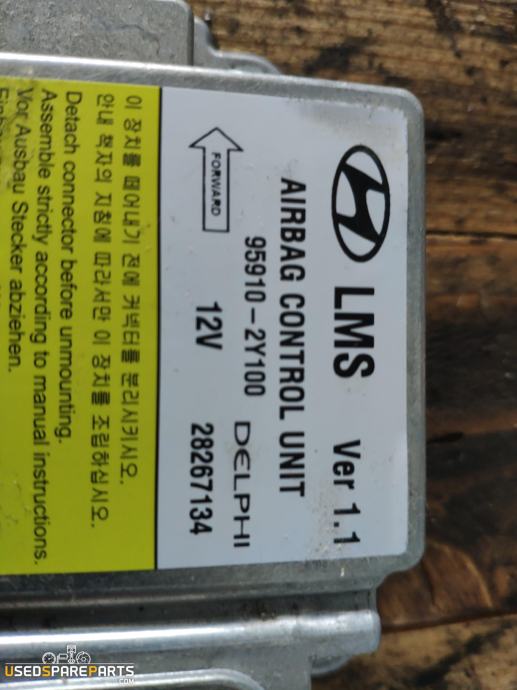 LMS Ver 1.1
AIRBAG CONTROL UNIT
95910-2Y100 DELPHI
FORWARD
12V 28267134
이 장치를 떼어내기 전에 커넥터를 분리시키시오.
안내 책자의 지침에 따라서만 이 장치를 조립하십시오.
Detach connector before unmounting.
Assemble strictly according to manual instructions.
Vor Ausbau Stecker abziehen.
USEDSPAREPARTS
.COM